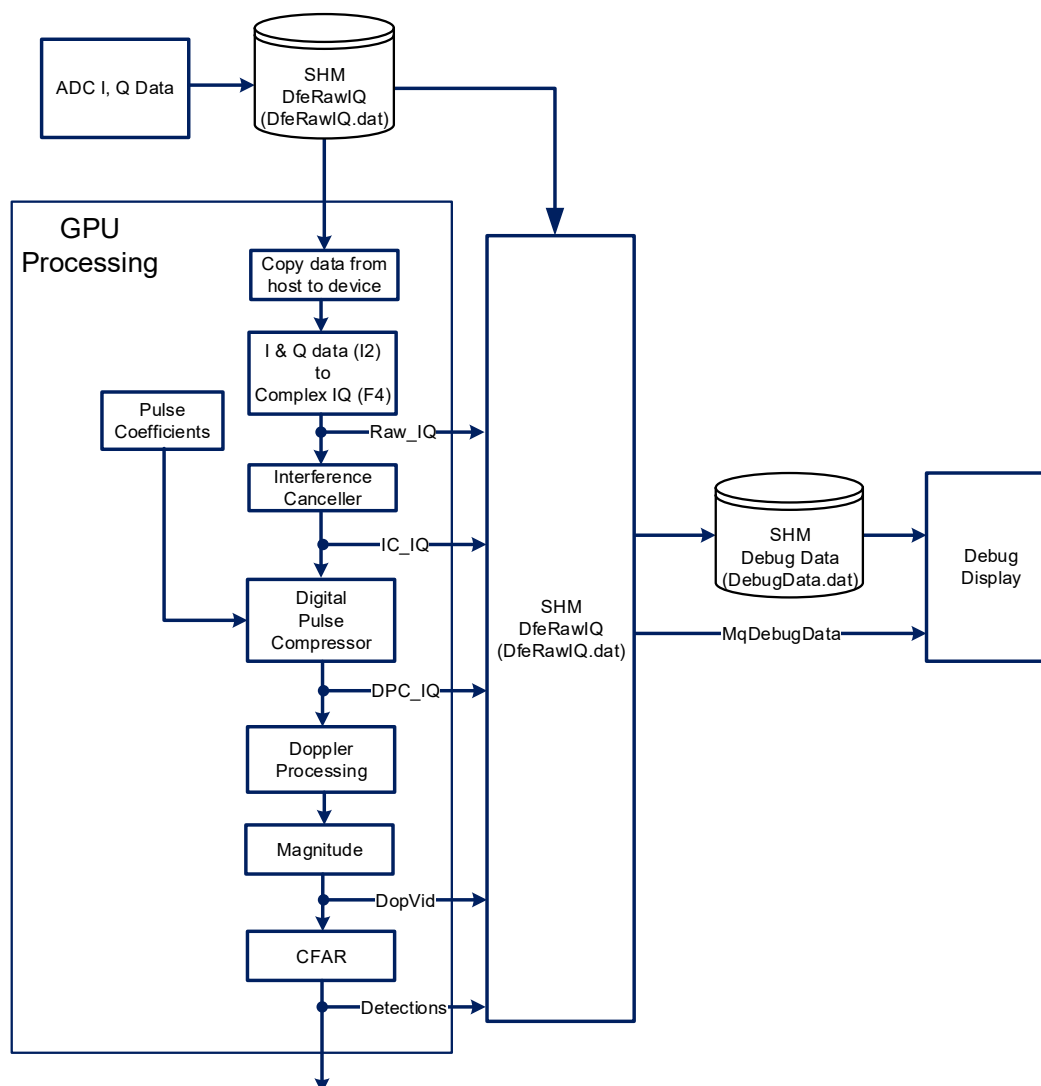 ADC I, Q Data
SHM
DfeRawIQ
(DfeRawIQ.dat)
GPU
Processing
Copy data from
host to device
I & Q data (I2)
to
Complex IQ (F4)
Pulse
Coefficients
Raw_IQ
Interference
Canceller
IC_IQ
Digital
Pulse
Compressor
DPC_IQ
Doppler
Processing
Magnitude
DopVid
CFAR
Detections
SHM
DfeRawIQ
(DfeRawIQ.dat)
SHM
Debug Data
(DebugData.dat)
MqDebugData
Debug
Display